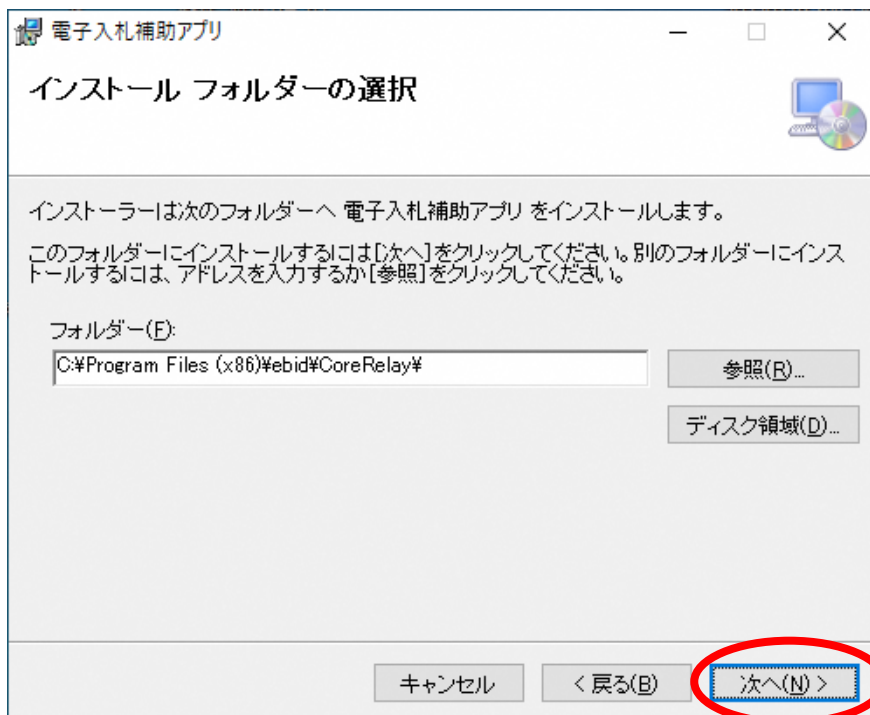 電子入札補助アプリ
インストール フォルダーの選択
インストーラーは次のフォルダーへ 電子入札補助アプリ をインストールします。
このフォルダーにインストールするには[次へ]をクリックしてください。別のフォルダーにインス
トールするには、アドレスを入力するか[参照]をクリックしてください。
フォルダー(F):
C:¥Program Files (x86)¥ebid¥CoreRelay¥
参照(R)...
ディスク領域(D)...
キャンセル
< 戻る(B)
次へ(N) >